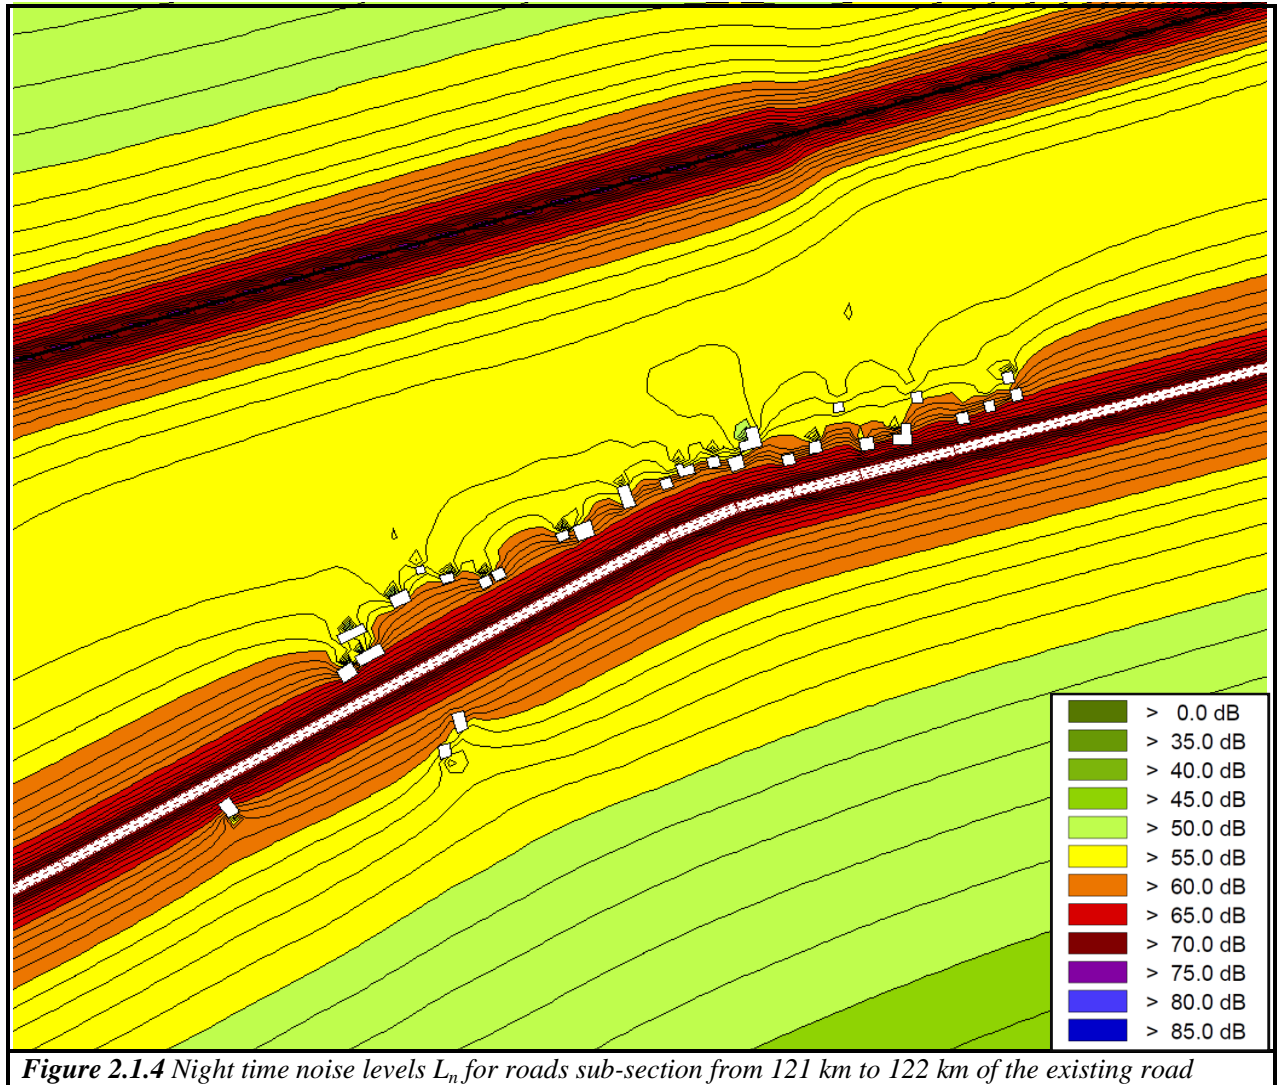 > 0.0 dB
> 35.0 dB
> 40.0 dB
> 45.0 dB
> 50.0 dB
> 55.0 dB
> 60.0 dB
> 65.0 dB
> 70.0 dB
> 75.0 dB
> 80.0 dB
> 85.0 dB
Figure 2.1.4 Night time noise levels Ln for roads sub-section from 121 km to 122 km of the existing road